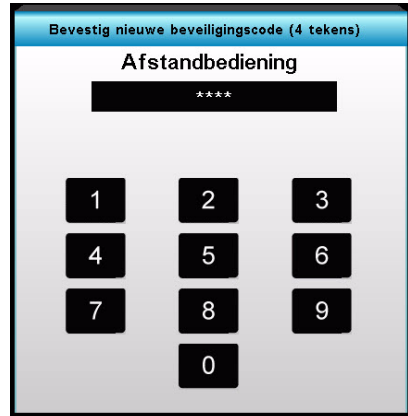 Bevestig nieuwe beveiligingscode (4 tekens)
Afstandbediening
****
1 2 3
4 5 6
7 8 9
0